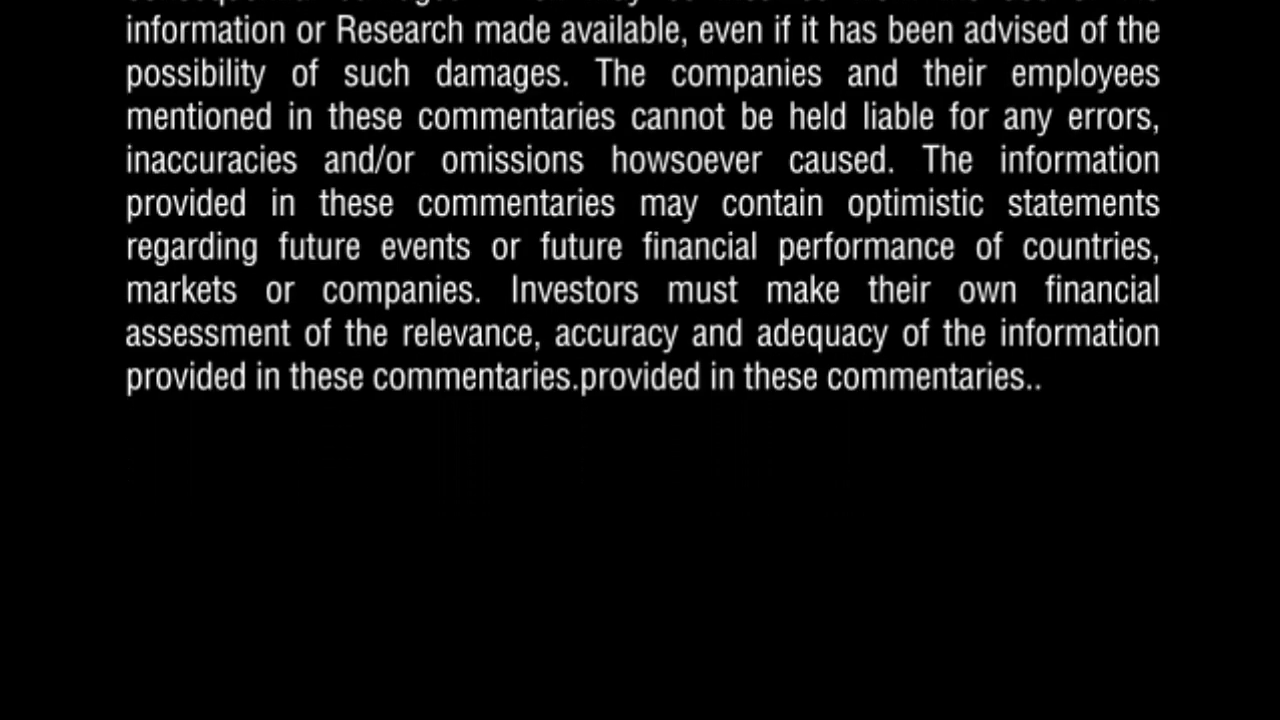 information or Research made available, even if it has been advised of the
possibility of such damages. The companies and their employees
mentioned in these commentaries cannot be held liable for any errors,
inaccuracies and/or omissions howsoever caused. The information
provided in these commentaries may contain optimistic statements
regarding future events or future financial performance of countries,
markets or companies. Investors must make their own financial
assessment of the relevance, accuracy and adequacy of the information
provided in these commentaries.provided in these commentaries..